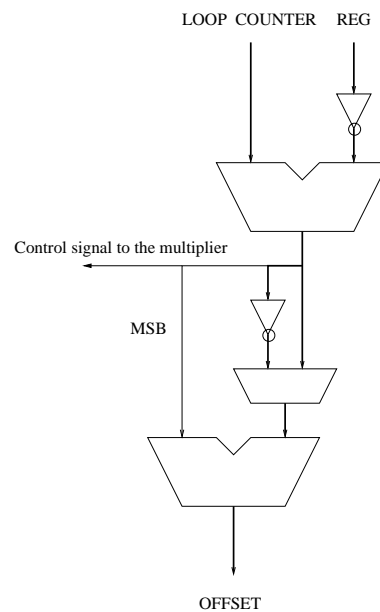 LOOP COUNTER REG
Control signal to the multiplier
MSB
OFFSET